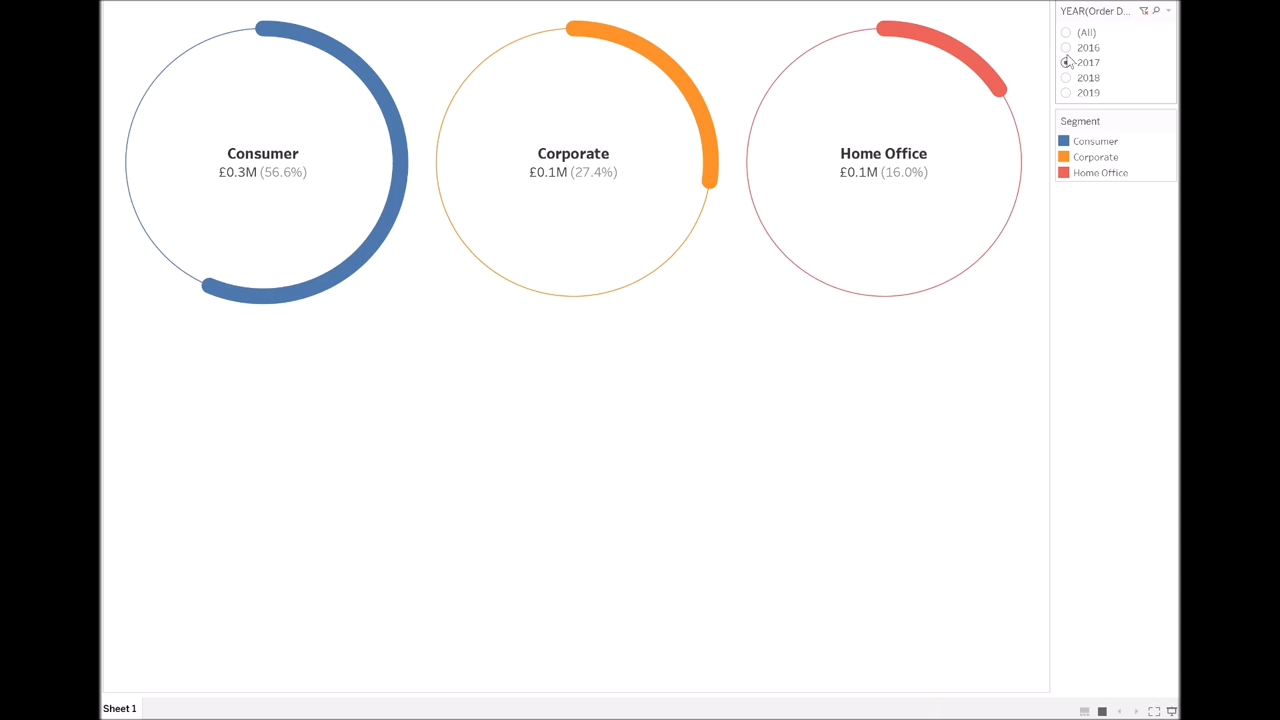 Consumer
£0.3M (56.6%)
Corporate
£0.1M (27.4%)
Home Office
£0.1M (16.0%)
YEAR(Order D...
(All)
2016
2017
2018
2019
Segment
Consumer
Corporate
Home Office
Sheet 1